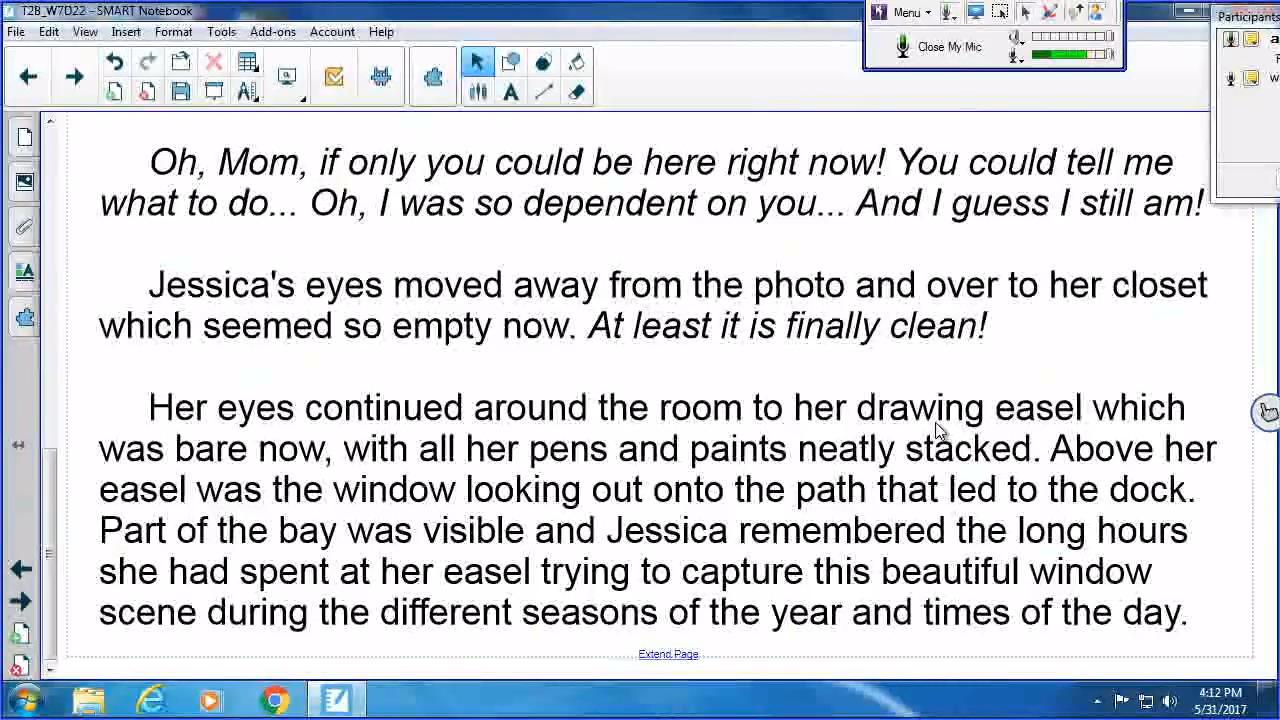 T2B_W7D22 – SMART Notebook
Menu
Participant
File Edit View Insert Format Tools Add-ons Account Help
Close My Mic
Oh, Mom, if only you could be here right now! You could tell me
what to do... Oh, I was so dependent on you... And I guess I still am!
Jessica's eyes moved away from the photo and over to her closet
which seemed so empty now. At least it is finally clean!
Her eyes continued around the room to her drawing easel which
was bare now, with all her pens and paints neatly stacked. Above her
easel was the window looking out onto the path that led to the dock.
Part of the bay was visible and Jessica remembered the long hours
she had spent at her easel trying to capture this beautiful window
scene during the different seasons of the year and times of the day.
Extend Page
4:12 PM
5/31/2017